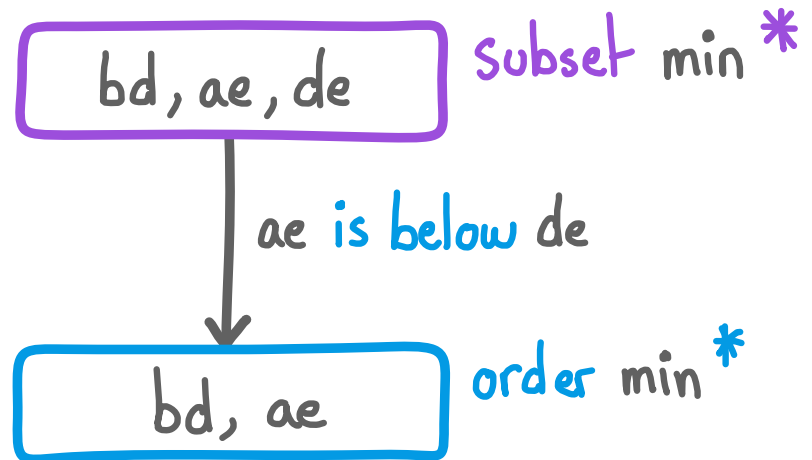 bd, ae, de
subset min *
ae is below de
order min *
bd, ae